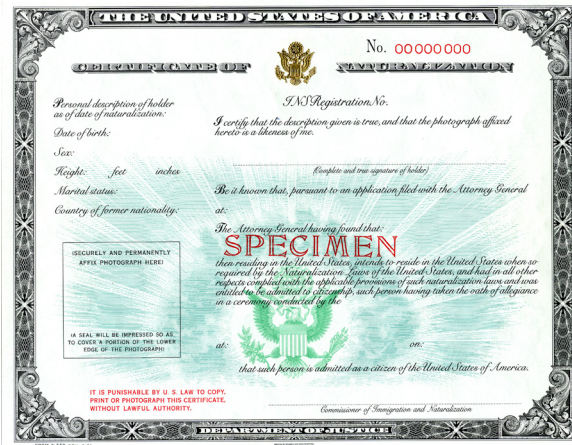 THE UNITED STATES OF AMERICA
No. 00000000
CERTIFICATE OF NATURALIZATION
Personal description of holder
as of date of naturalization:
Date of birth:
Sex:
Height: feet inches
Marital status:
Country of former nationality:
INS Registration No.
I certify that the description given is true, and that the photograph affixed
hereto is a likeness of me.
(Complete and true signature of holder)
Be it known that, pursuant to an application filed with the Attorney General
at:
The Attorney General having found that:
SPECIMEN
then residing in the United States, intends to reside in the United States when so
required by the Naturalization Laws of the United States, and had in all other
respects complied with the applicable provisions of such naturalization laws and was
entitled to be admitted to citizenship, such person having taken the oath of allegiance
in a ceremony conducted by the
(SECURELY AND PERMANENTLY
AFFIX PHOTOGRAPH HERE)
(A SEAL WILL BE IMPRESSED SO AS
TO COVER A PORTION OF THE LOWER
EDGE OF THE PHOTOGRAPH)
at: on:
that such person is admitted as a citizen of the United States of America.
IT IS PUNISHABLE BY U. S. LAW TO COPY,
PRINT OR PHOTOGRAPH THIS CERTIFICATE,
WITHOUT LAWFUL AUTHORITY.
Commissioner of Immigration and Naturalization
DEPARTMENT OF JUSTICE